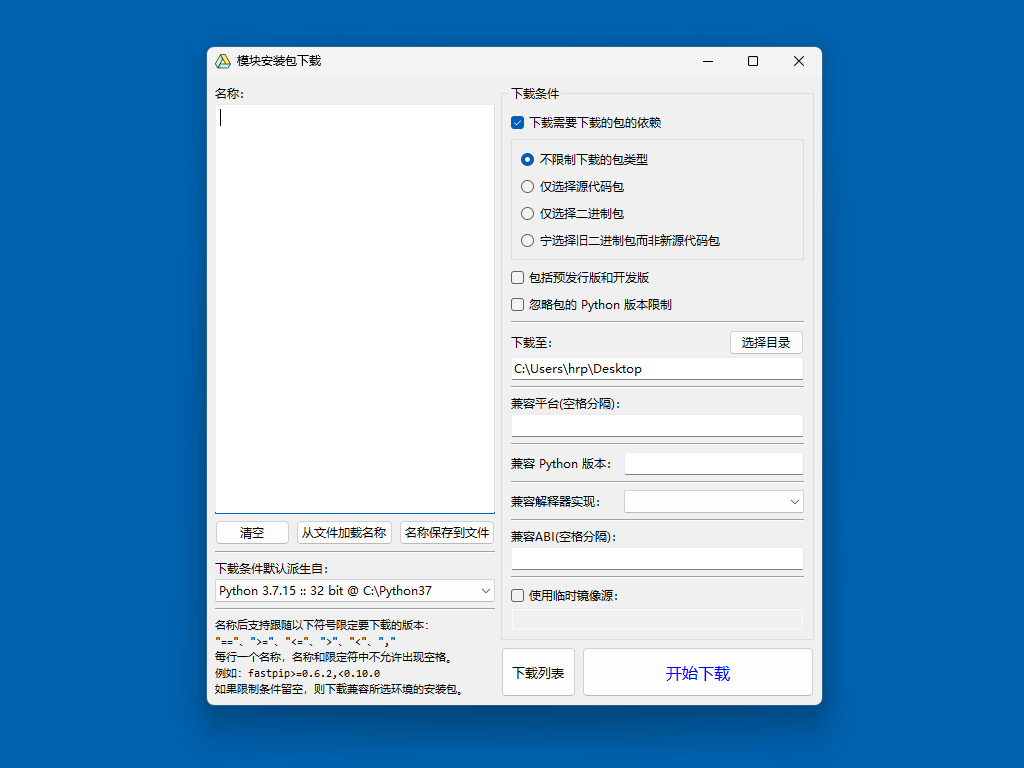 模块安装包下载
名称:
清空
从文件加载名称
名称保存到文件
下载条件默认派生自:
Python 3.7.15 :: 32 bit @ C:\Python37
名称后支持跟随以下符号限定要下载的版本:
"=="、">="、"<="、">"、"<"、","
每行一个名称，名称和限定符中不允许出现空格。
例如: fastpip>=0.6.2,<0.10.0
如果限制条件留空，则下载兼容所选环境的安装包。
下载条件
下载需要下载的包的依赖
不限制下载的包类型
仅选择源代码包
仅选择二进制包
宁选择旧二进制包而非新源代码包
包括预发行版和开发版
忽略包的 Python 版本限制
下载至:
选择目录
C:\Users\hrp\Desktop
兼容平台(空格分隔):
兼容 Python 版本:
兼容解释器实现:
兼容ABI(空格分隔):
使用临时镜像源:
下载列表
开始下载